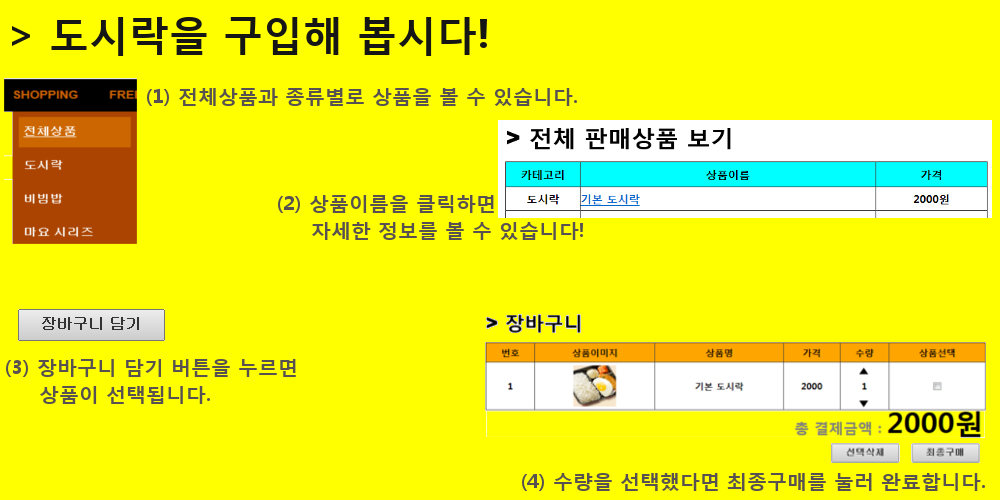 > 도시락을 구입해 봅시다!
SHOPPING FREE
(1) 전체상품과 종류별로 상품을 볼 수 있습니다.
전체상품
도시락
비빔밥
마요 시리즈
> 전체 판매상품 보기
카테고리 상품이름 가격
도시락 기본 도시락 2000원
(2) 상품이름을 클릭하면
자세한 정보를 볼 수 있습니다!
장바구니 담기
(3) 장바구니 담기 버튼을 누르면
상품이 선택됩니다.
> 장바구니
번호 상품이미지 상품명 가격 수량 상품선택
1 기본 도시락 2000 ▲ 1 ▼
총 결제금액 : 2000원
선택삭제 최종구매
(4) 수량을 선택했다면 최종구매를 눌러 완료합니다.